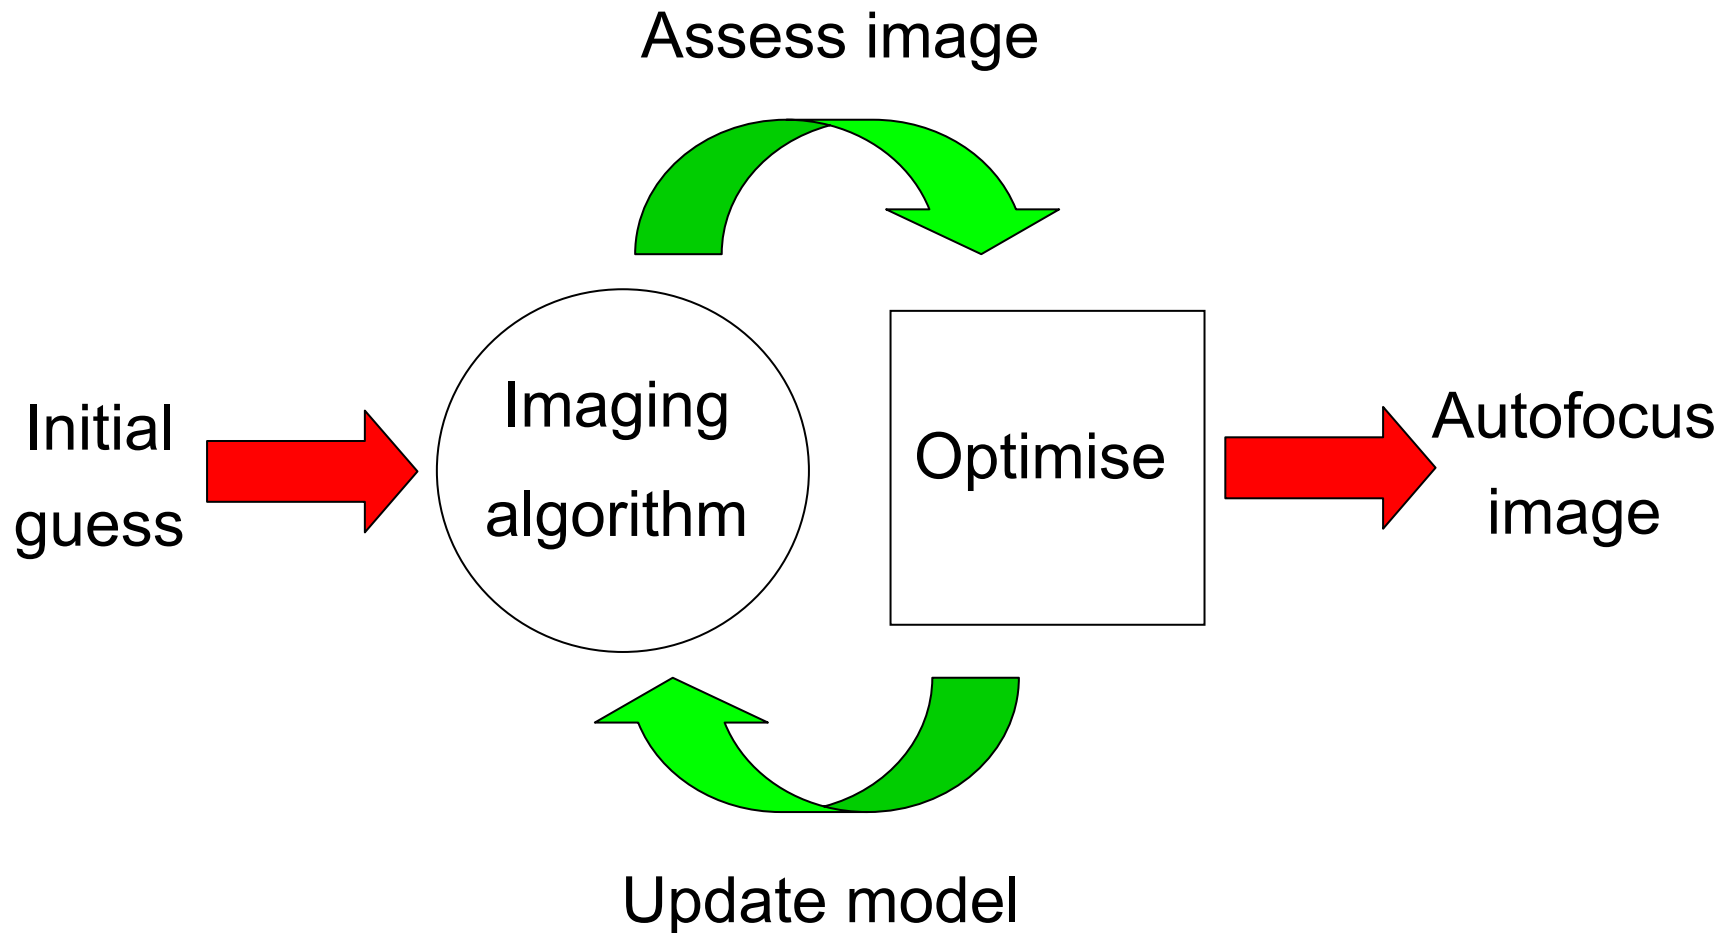 Assess image
Initial
guess
Imaging
algorithm
Optimise
Autofocus
image
Update model